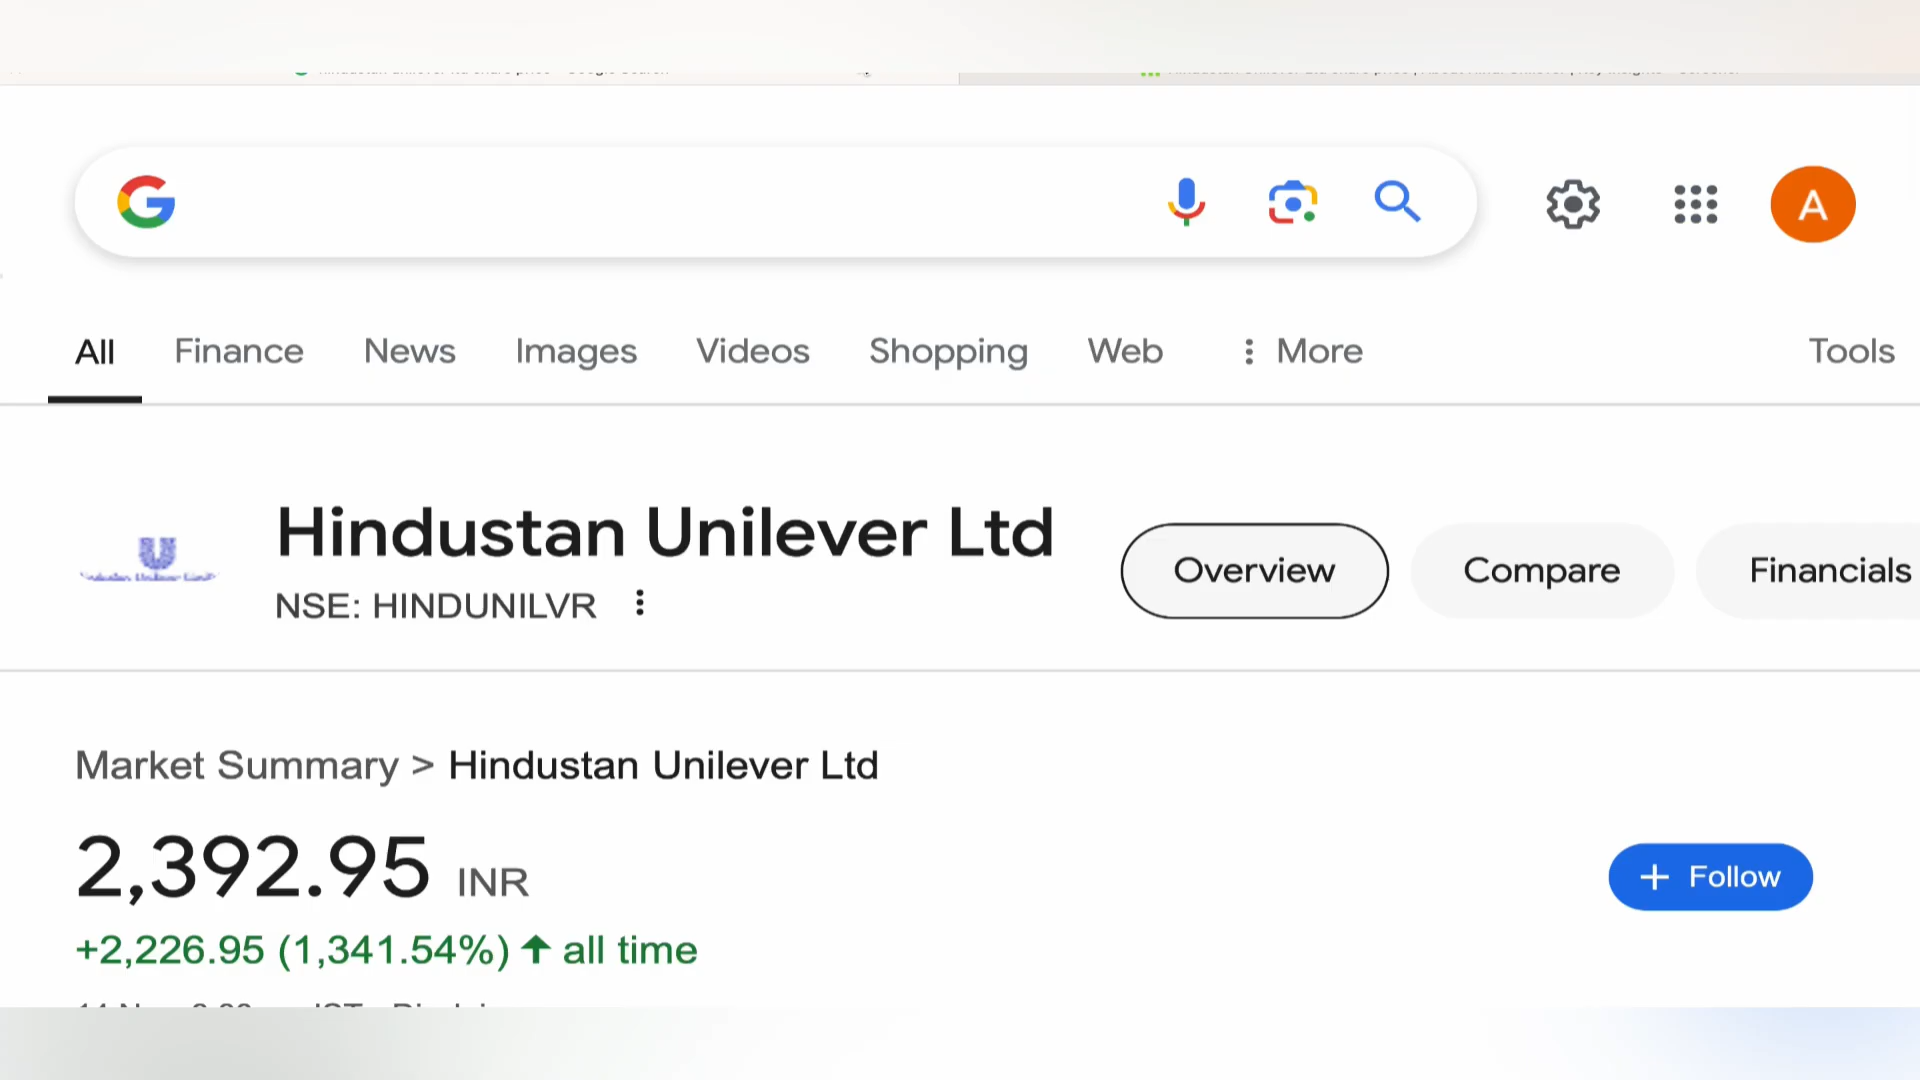 A
All Finance News Images Videos Shopping Web More Tools
Hindustan Unilever Ltd
NSE: HINDUNILVR
Overview Compare Financials
Market Summary > Hindustan Unilever Ltd
2,392.95 INR
+ Follow
+2,226.95 (1,341.54%) ↑ all time